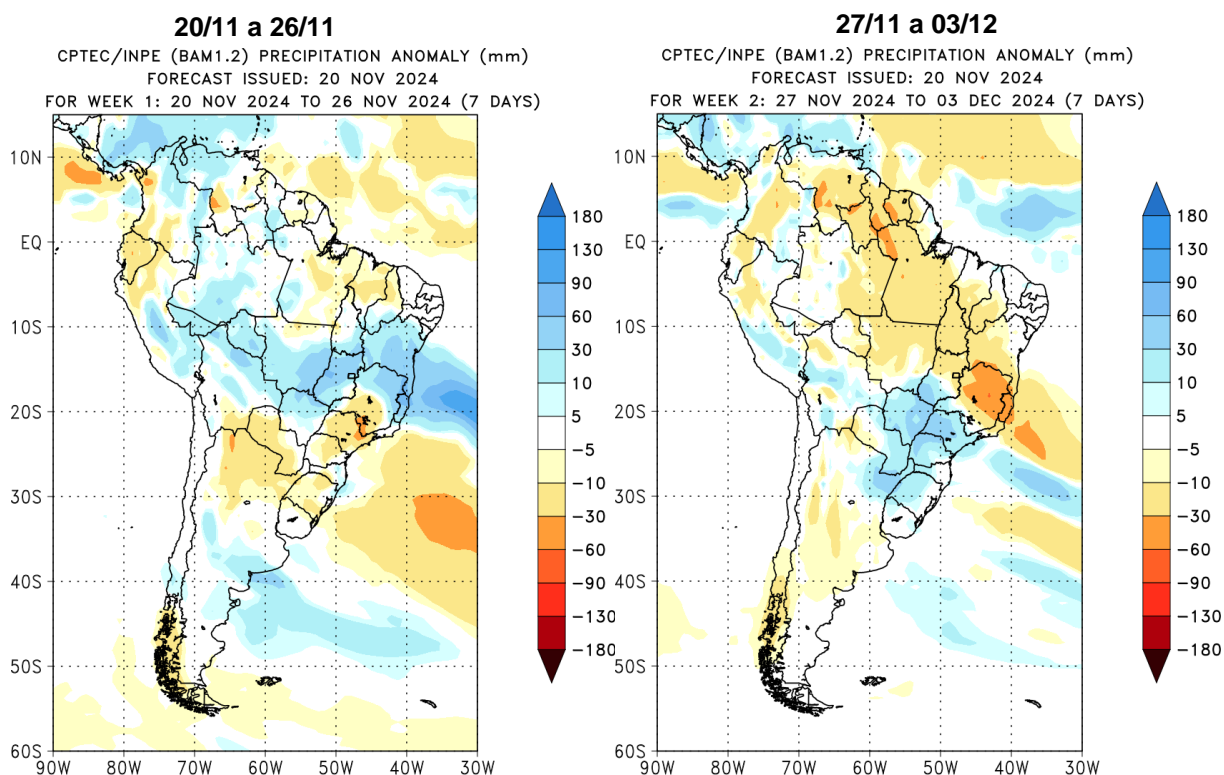 20/11 a 26/11
CPTEC/INPE (BAM1.2) PRECIPITATION ANOMALY (mm)
FORECAST ISSUED: 20 NOV 2024
FOR WEEK 1: 20 NOV 2024 TO 26 NOV 2024 (7 DAYS)
10N
EQ
10S
20S
30S
40S
50S
60S
90W
80W
70W
60W
50W
40W
30W
180
130
90
60
30
10
5
−5
−10
−30
−60
−90
−130
−180
27/11 a 03/12
CPTEC/INPE (BAM1.2) PRECIPITATION ANOMALY (mm)
FORECAST ISSUED: 20 NOV 2024
FOR WEEK 2: 27 NOV 2024 TO 03 DEC 2024 (7 DAYS)
10N
EQ
10S
20S
30S
40S
50S
60S
90W
80W
70W
60W
50W
40W
30W
180
130
90
60
30
10
5
−5
−10
−30
−60
−90
−130
−180